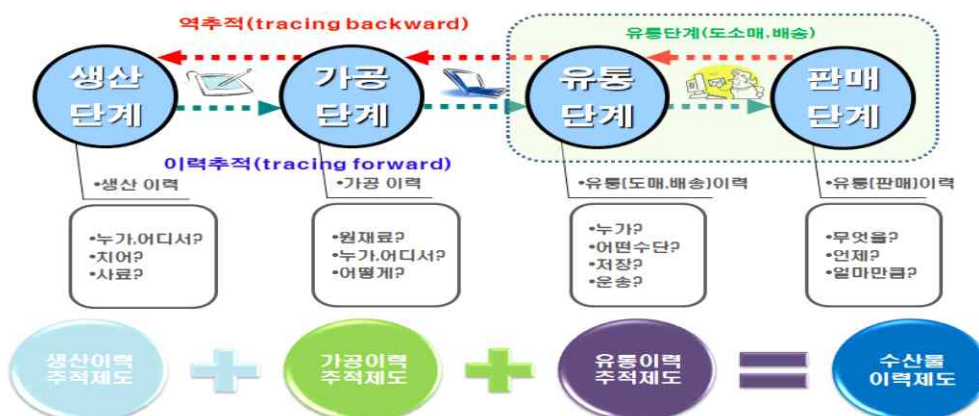 역추적(tracing backward)
유통단계(도소매.배송)
생산
단계
가공
단계
유통
단계
판매
단계
이력추적(tracing forward)
•생산 이력
•가공 이력
•유통(도매.배송)이력
•유통(판매)이력
•누가.어디서?
•치어?
•사료?
•원재료?
•누가.어디서?
•어떻게?
•누가?
•어떤수단?
•저장?
•운송?
•무엇을?
•언제?
•얼마만큼?
생산이력
추적제도
가공이력
추적제도
유통이력
추적제도
수산물
이력제도